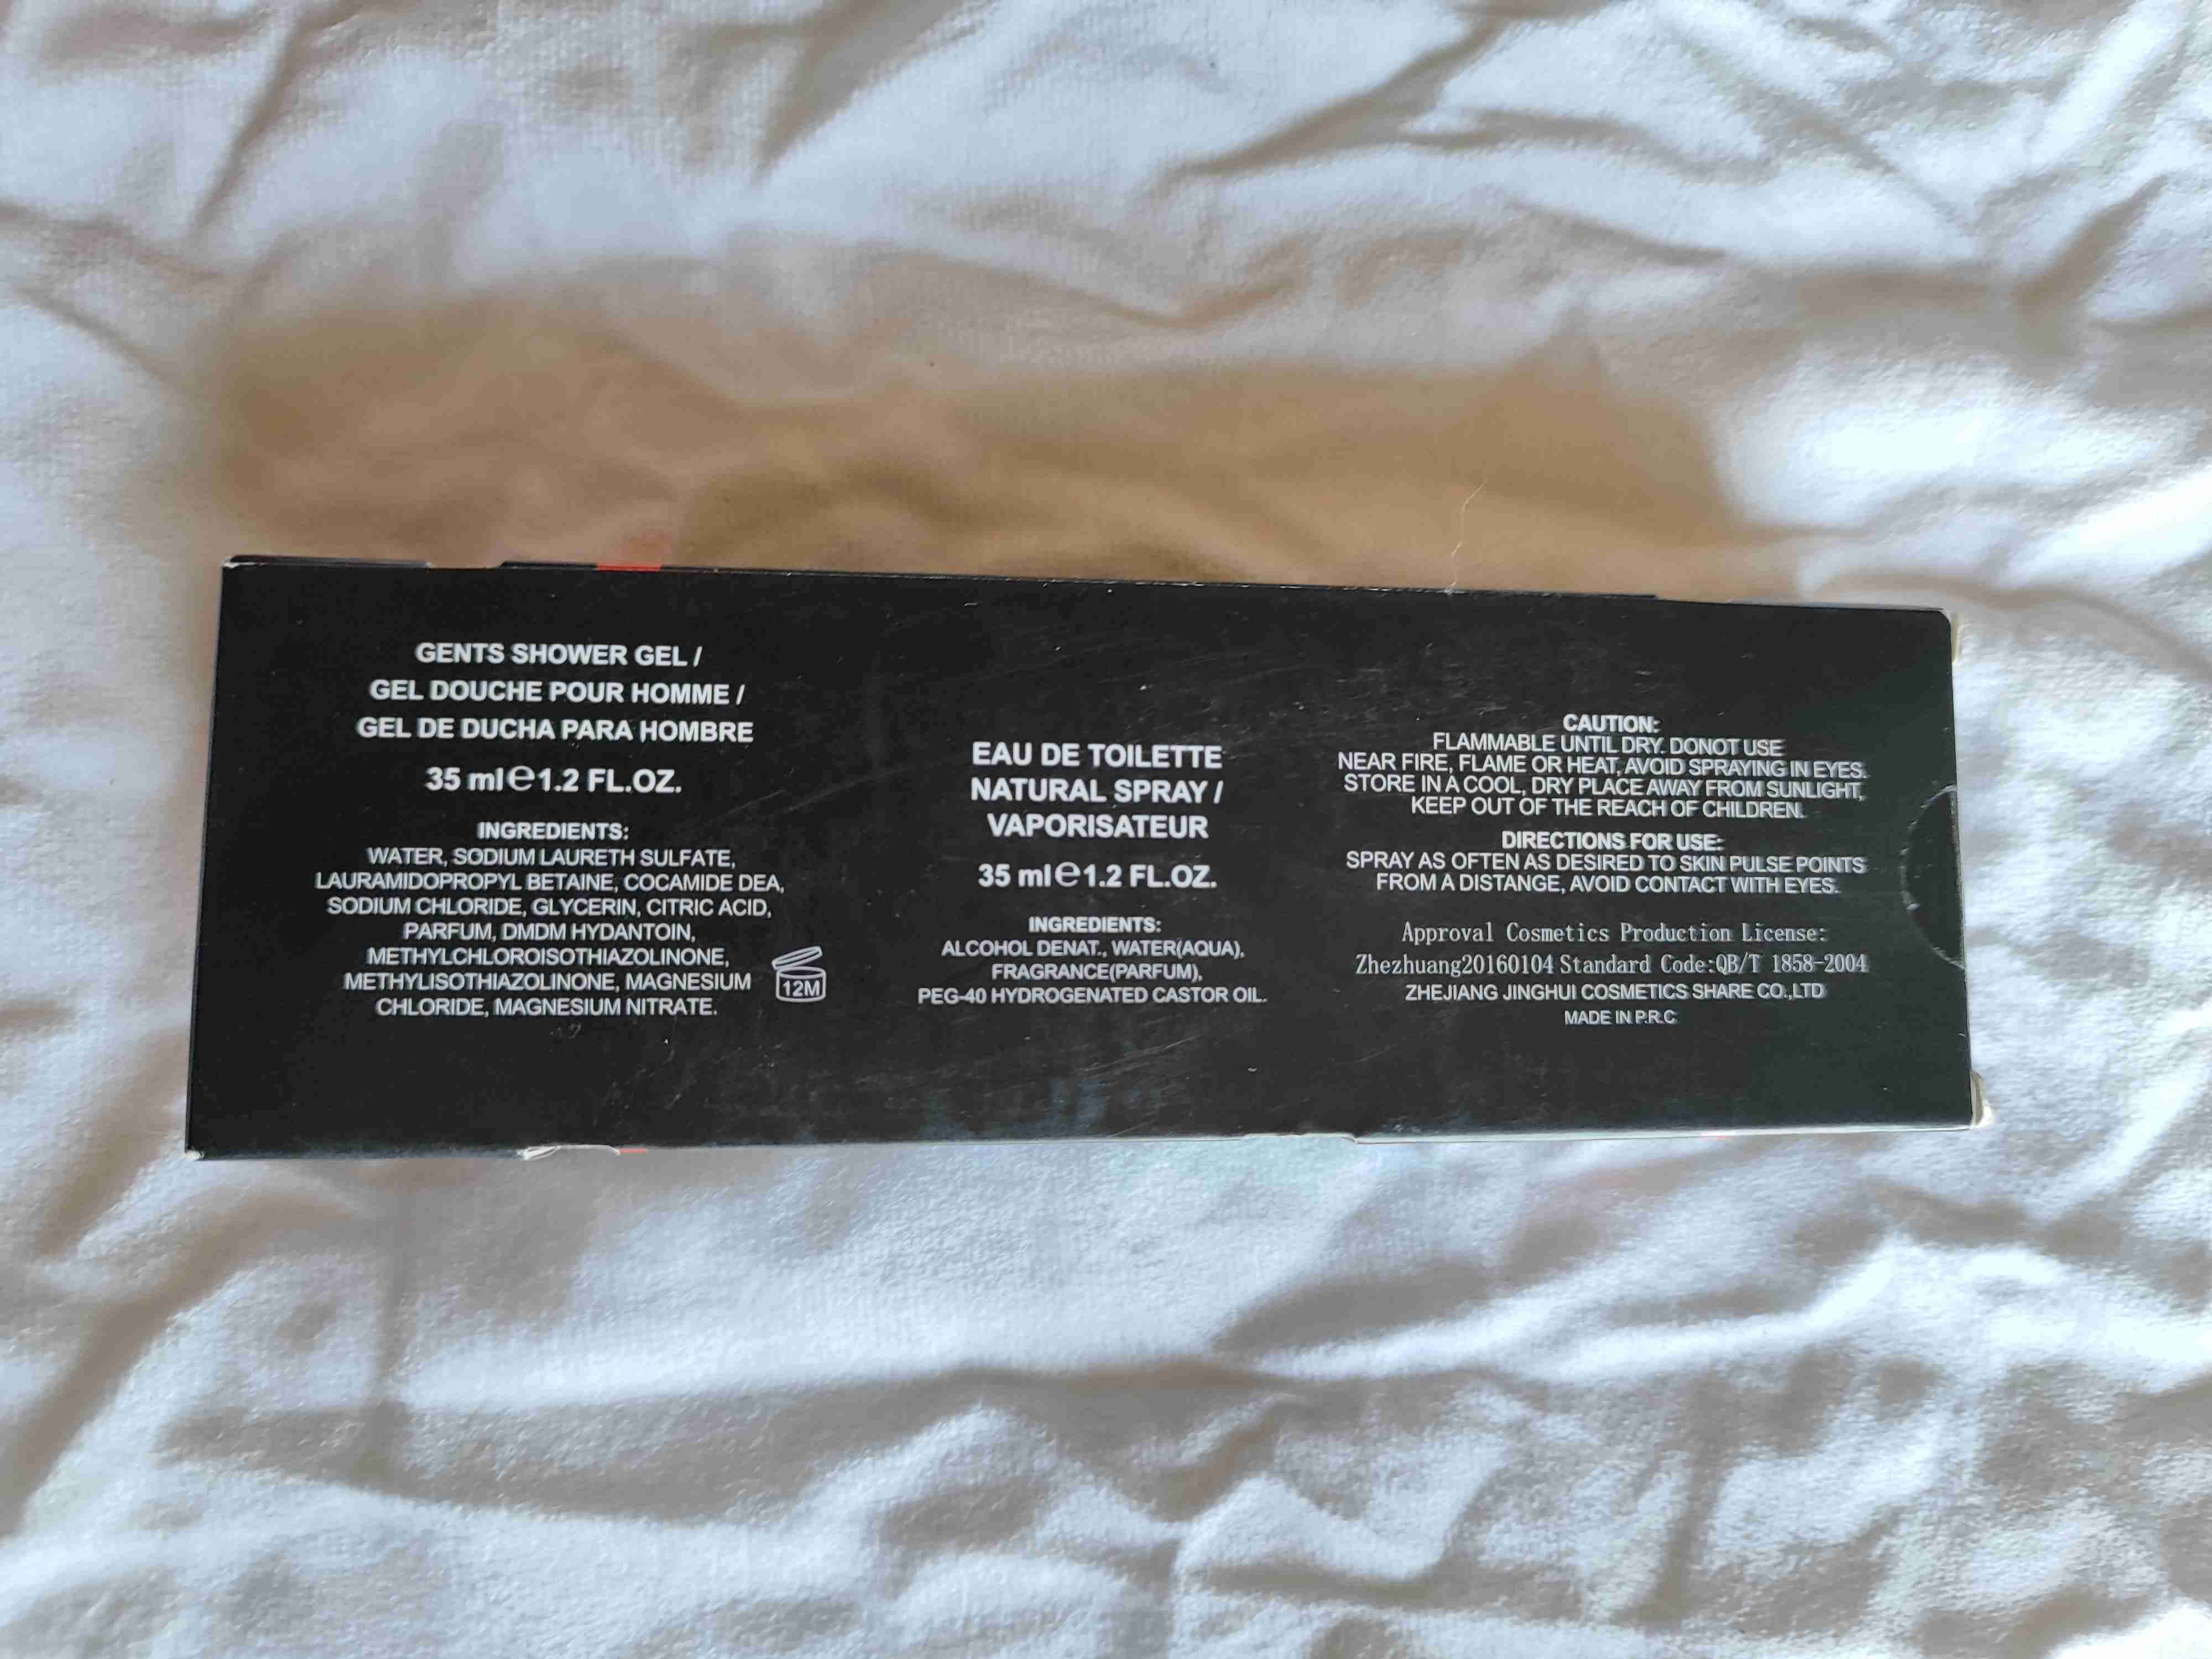 GENTS SHOWER GEL /
GEL DOUCHE POUR HOMME /
GEL DE DUCHA PARA HOMBRE
35 ml℮1.2 FL.OZ.
INGREDIENTS:
WATER, SODIUM LAURETH SULFATE,
LAURAMIDOPROPYL BETAINE, COCAMIDE DEA,
SODIUM CHLORIDE, GLYCERIN, CITRIC ACID,
PARFUM, DMDM HYDANTOIN,
METHYLCHLOROISOTHIAZOLINONE,
METHYLISOTHIAZOLINONE, MAGNESIUM
CHLORIDE, MAGNESIUM NITRATE.
12M
EAU DE TOILETTE
NATURAL SPRAY /
VAPORISATEUR
35 ml℮1.2 FL.OZ.
INGREDIENTS:
ALCOHOL DENAT., WATER(AQUA),
FRAGRANCE(PARFUM),
PEG-40 HYDROGENATED CASTOR OIL.
CAUTION:
FLAMMABLE UNTIL DRY. DONOT USE
NEAR FIRE, FLAME OR HEAT, AVOID SPRAYING IN EYES.
STORE IN A COOL, DRY PLACE AWAY FROM SUNLIGHT,
KEEP OUT OF THE REACH OF CHILDREN.
DIRECTIONS FOR USE:
SPRAY AS OFTEN AS DESIRED TO SKIN PULSE POINTS
FROM A DISTANCE, AVOID CONTACT WITH EYES.
Approval Cosmetics Production License:
Zhezhuang20160104 Standard Code:QB/T 1858-2004
ZHEJIANG JINGHUI COSMETICS SHARE CO.,LTD
MADE IN P.R.C